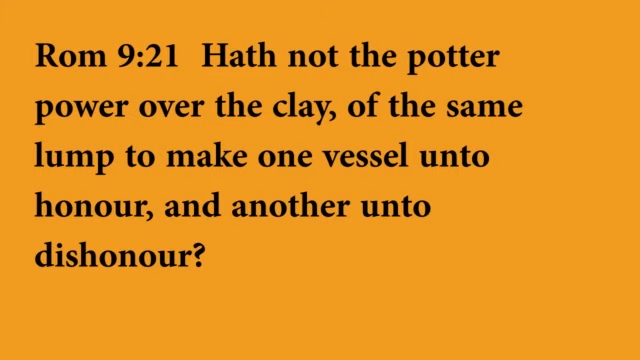 Rom 9:21  Hath not the potter
power over the clay, of the same
lump to make one vessel unto
honour, and another unto
dishonour?